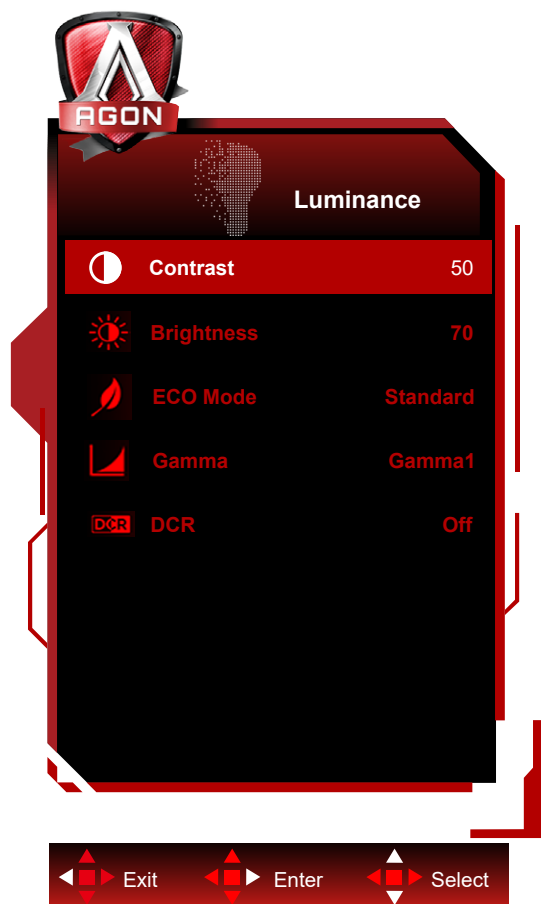 AGON
Luminance
Contrast 50
Brightness 70
ECO Mode Standard
Gamma Gamma1
DCR DCR Off
Exit Enter Select